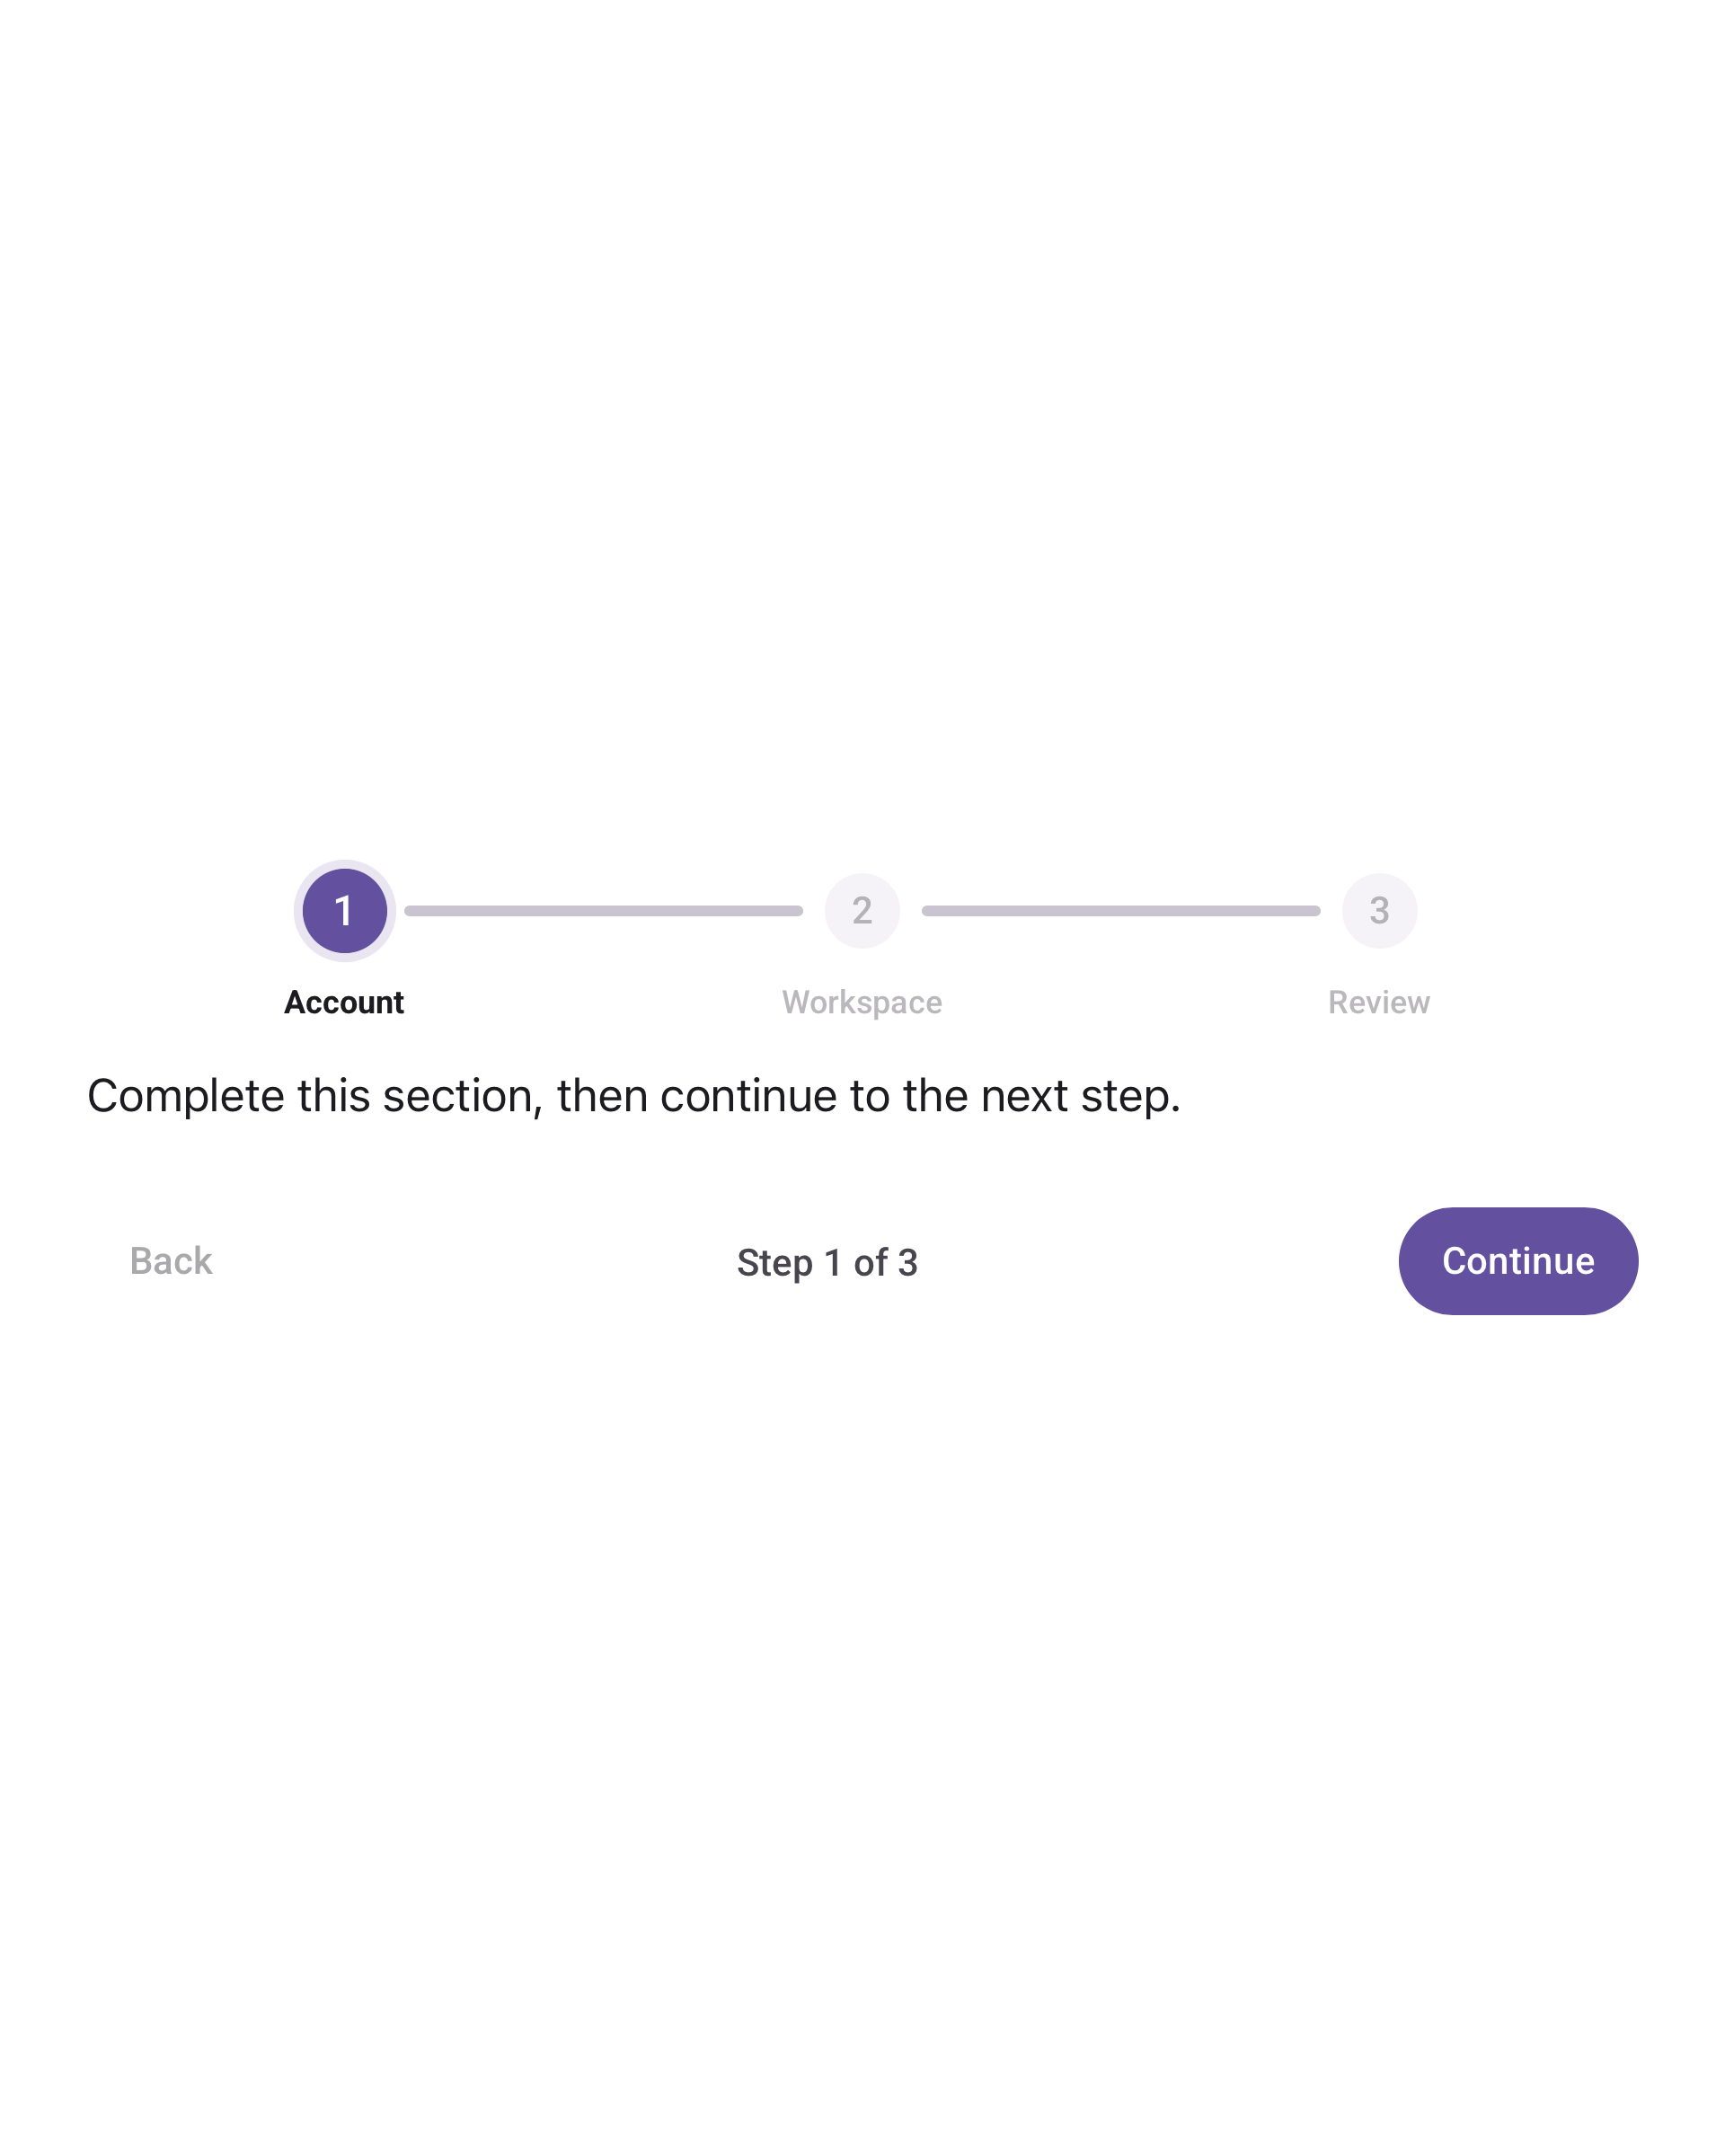 1 2 3
Account Workspace Review
Complete this section, then continue to the next step.
Back Step 1 of 3 Continue